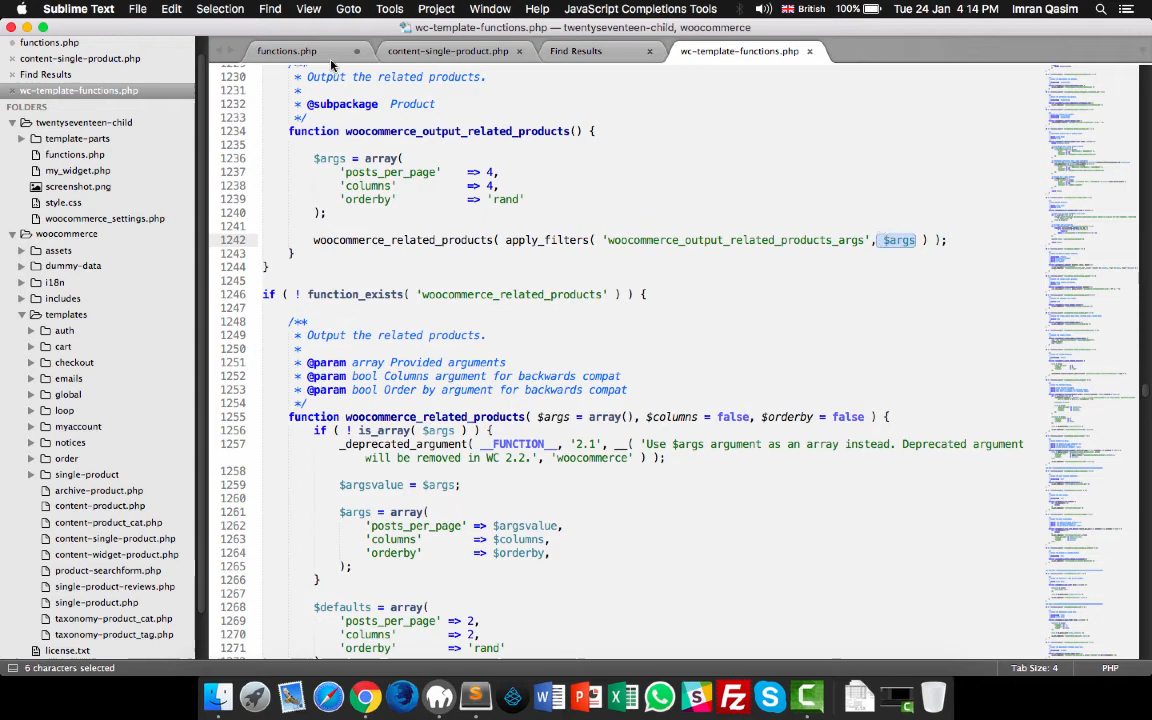 Sublime Text File Edit Selection Find View Goto Tools Project Window Help JavaScript Completions Tools British 100% Tue 24 Jan 4:14 PM Imran Qasim
wc-template-functions.php — twentyseventeen-child, woocommerce
functions.php
content-single-product.php
Find Results
wc-template-functions.php
FOLDERS
twentyseventeen-child
template-parts
functions.php
my_widget.php
screenshot.png
style.css
woocommerce_settings.php
woocommerce
assets
dummy-data
i18n
includes
templates
auth
cart
checkout
emails
global
loop
myaccount
notices
order
single-product
archive-product.php
content-product.php
content-product_cat.php
content-single-product.php
content-widget-product.php
product-searchform.php
single-product-reviews.php
single-product.php
taxonomy-product_cat.php
taxonomy-product_tag.php
license.txt
functions.php content-single-product.php Find Results wc-template-functions.php
1230 * Output the related products.
1231 *
1232 * @subpackage Product
1233 */
1234 function woocommerce_output_related_products() {
1235
1236 $args = array(
1237 'posts_per_page' => 4,
1238 'columns' => 4,
1239 'orderby' => 'rand'
1240 );
1241
1242 woocommerce_related_products( apply_filters( 'woocommerce_output_related_products_args', $args ) );
1243 }
1244 }
1245
1246 if ( ! function_exists( 'woocommerce_related_products' ) ) {
1247
1248 /**
1249 * Output the related products.
1250 *
1251 * @param array Provided arguments
1252 * @param bool Columns argument for backwards compat
1253 * @param bool Order by argument for backwards compat
1254 */
1255 function woocommerce_related_products( $args = array(), $columns = false, $orderby = false ) {
1256 if ( ! is_array( $args ) ) {
1257 _deprecated_argument( __FUNCTION__, '2.1', __( 'Use $args argument as an array instead. Deprecated argument
will be removed in WC 2.2.', 'woocommerce' ) );
1258
1259 $argsvalue = $args;
1260
1261 $args = array(
1262 'posts_per_page' => $argsvalue,
1263 'columns' => $columns,
1264 'orderby' => $orderby,
1265 );
1266 }
1267
1268 $defaults = array(
1269 'posts_per_page' => 2,
1270 'columns' => 2,
1271 'orderby' => 'rand'
6 characters selected Tab Size: 4 PHP